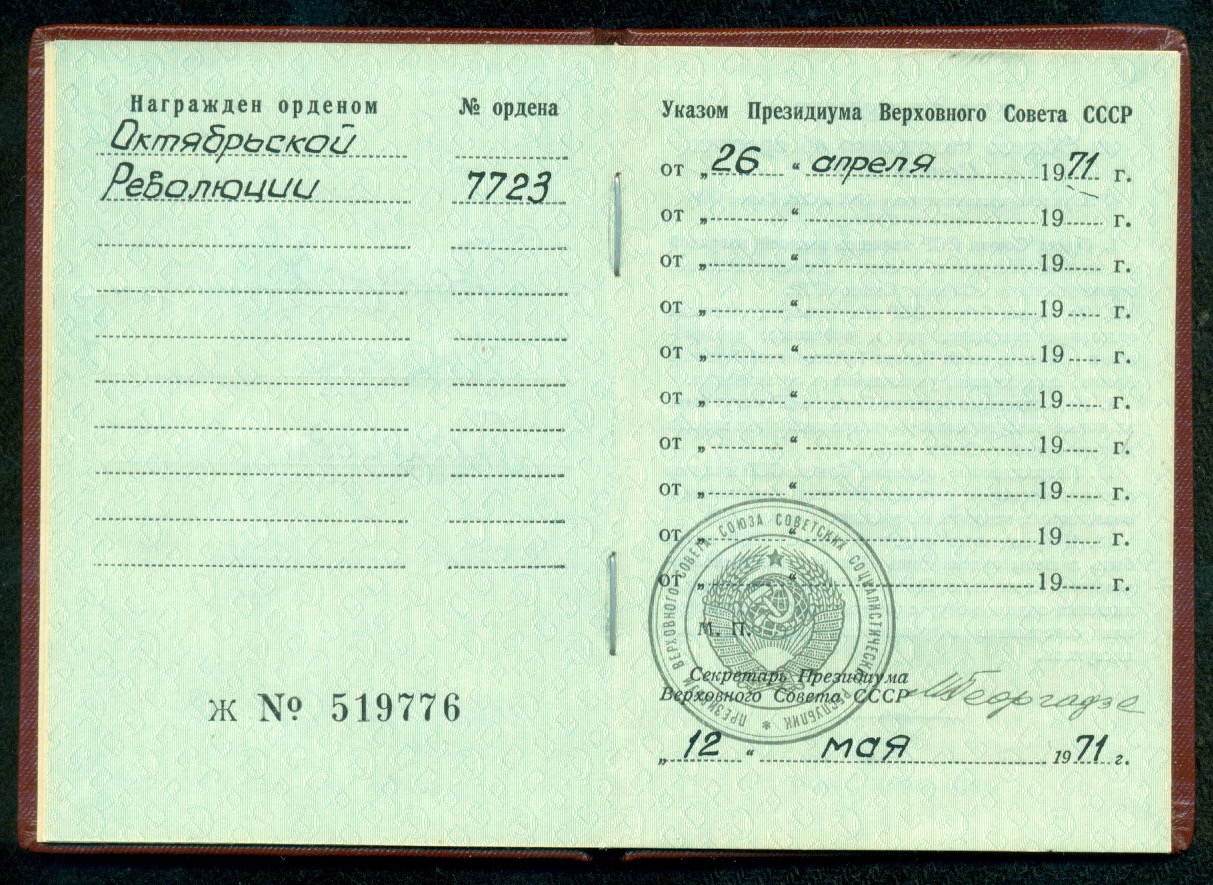 Награжден орденом № ордена
Октябрьской
Революции 7723
Ж № 519776
Указом Президиума Верховного Совета СССР
от „ 26 “ апреля 1971 г.
от „ “ 19 г.
от „ “ 19 г.
от „ “ 19 г.
от „ “ 19 г.
от „ “ 19 г.
от „ “ 19 г.
от „ “ 19 г.
от „ “ 19 г.
от „ “ 19 г.
М. П.
ПРЕЗИДИУМ ВЕРХОВНОГО СОВЕТА СОЮЗА СОВЕТСКИХ СОЦИАЛИСТИЧЕСКИХ РЕСПУБЛИК *
Секретарь Президиума
Верховного Совета СССР МГеоргадзе
„ 12 “ мая 1971 г.